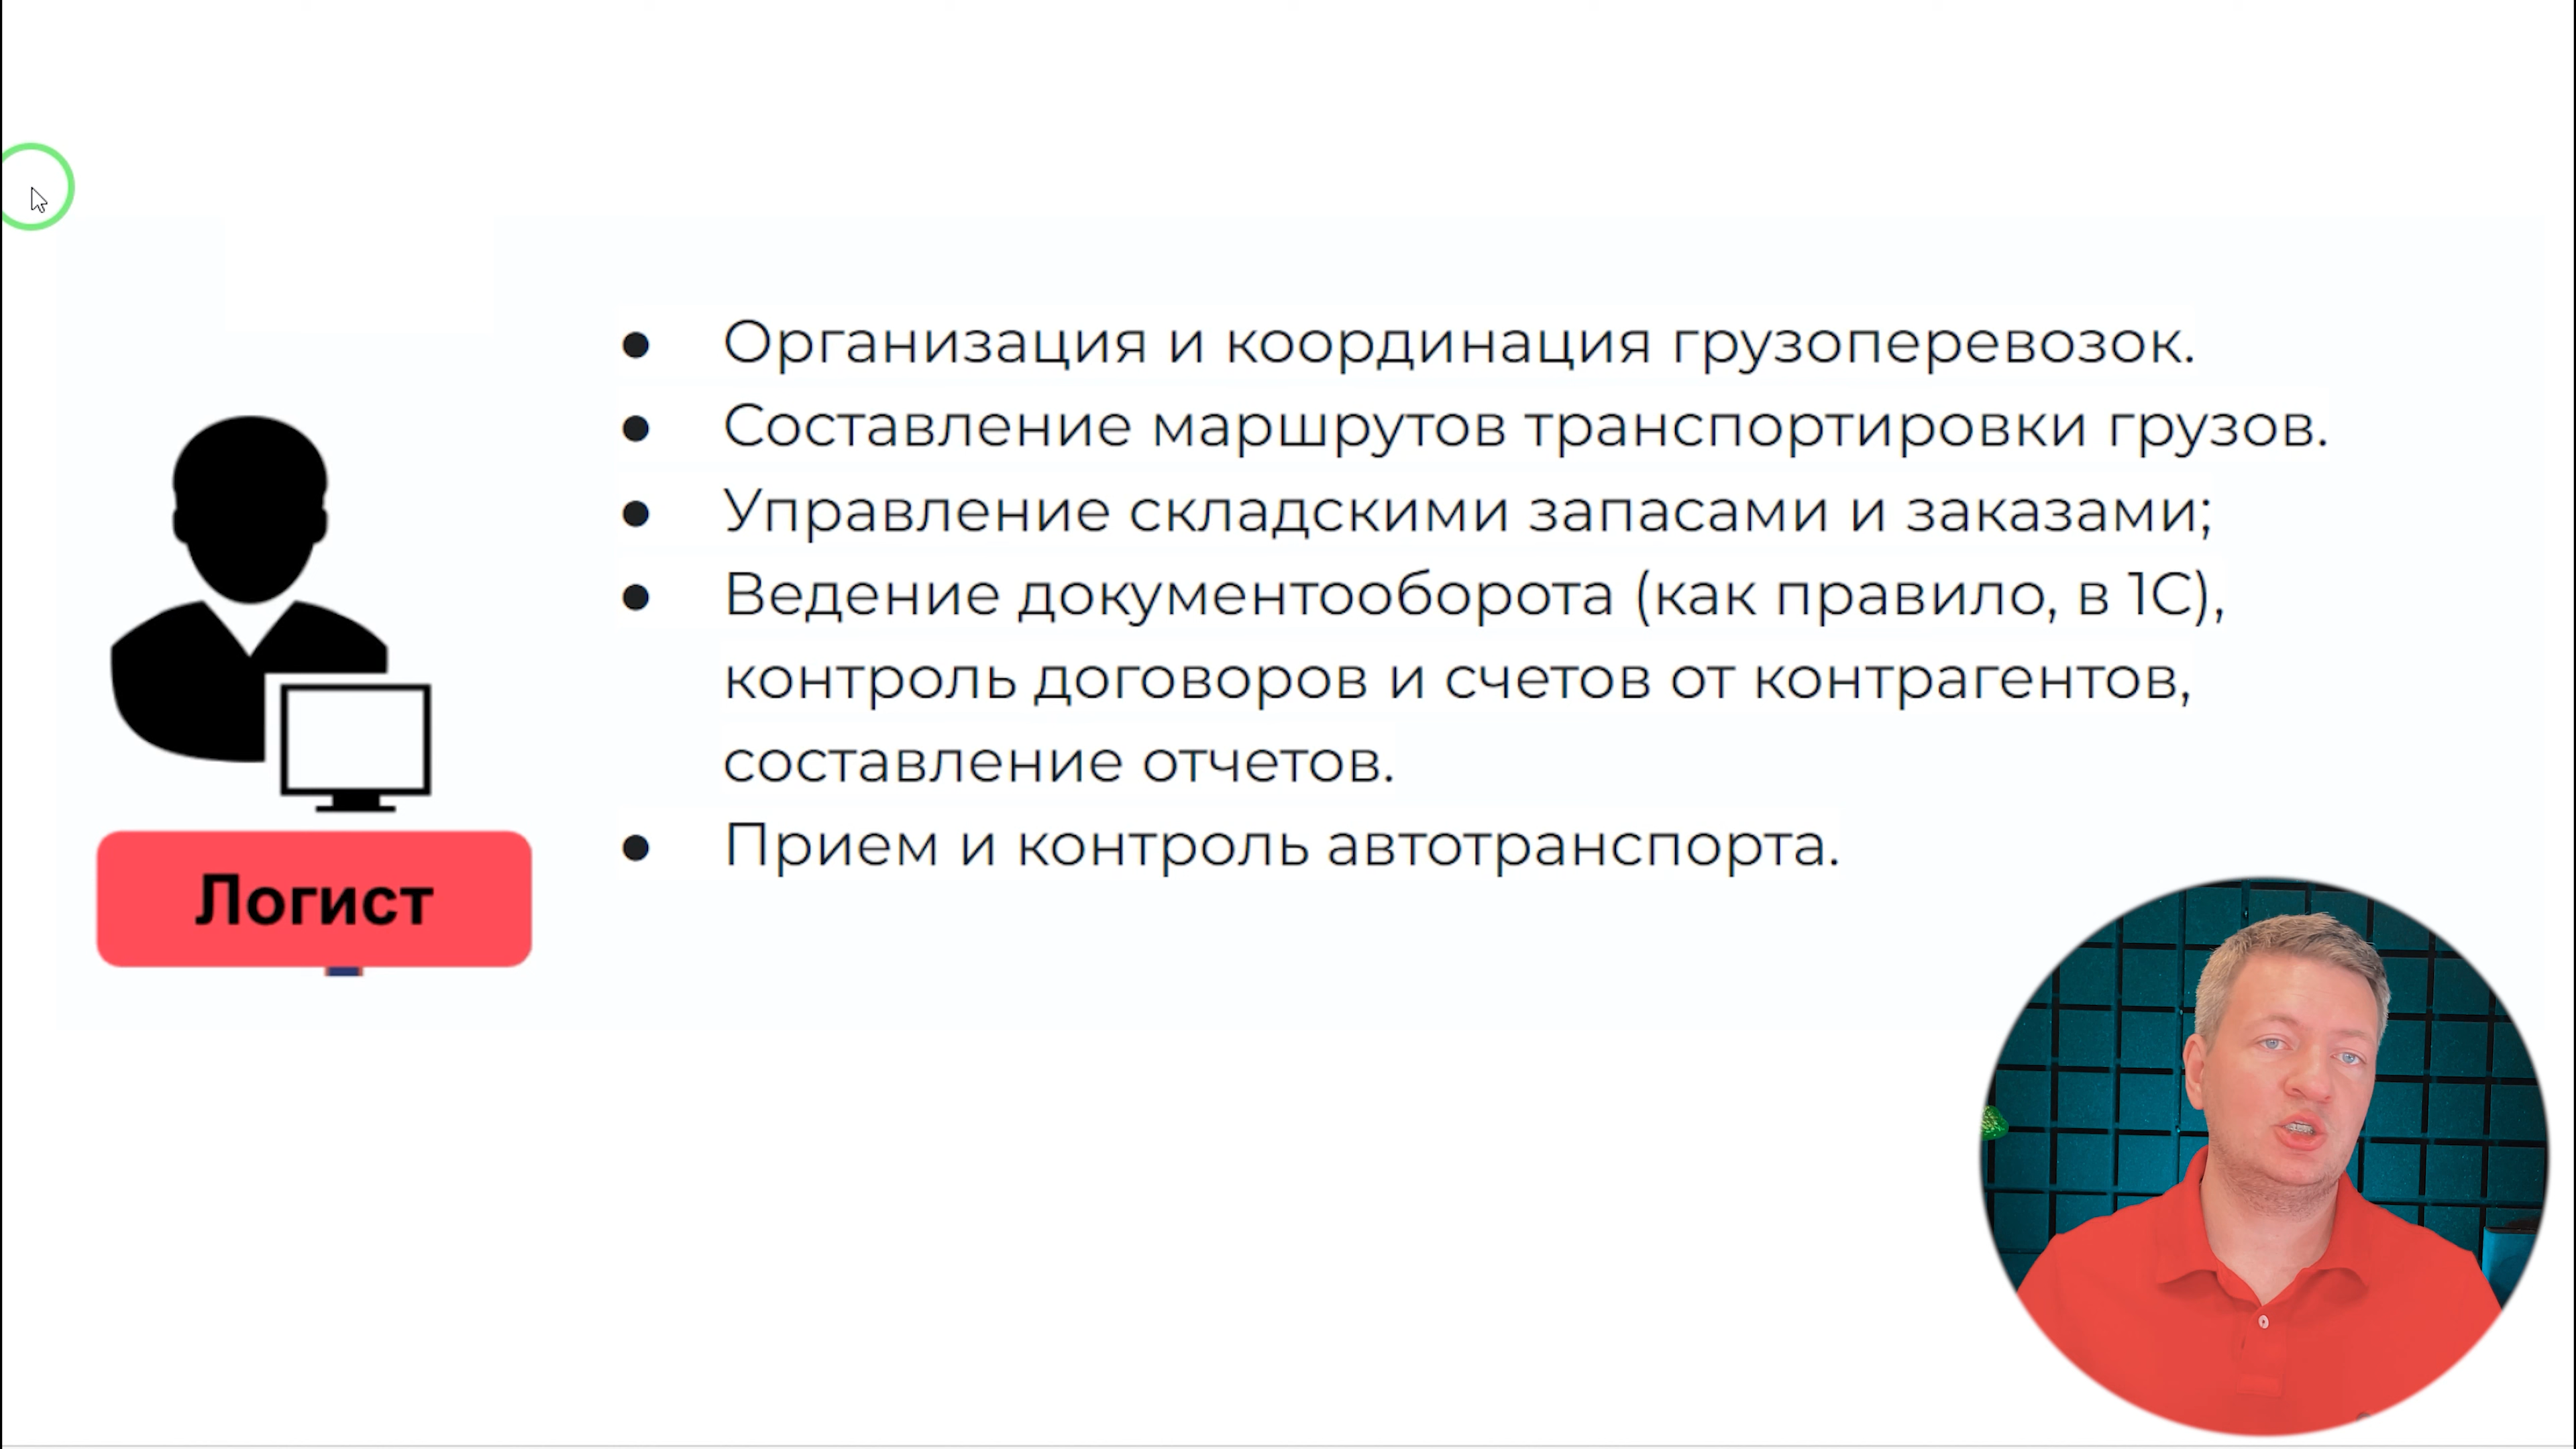 Организация и координация грузоперевозок.
Составление маршрутов транспортировки грузов.
Управление складскими запасами и заказами;
Ведение документооборота (как правило, в 1С),
контроль договоров и счетов от контрагентов,
составление отчетов.
Прием и контроль автотранспорта.
Логист